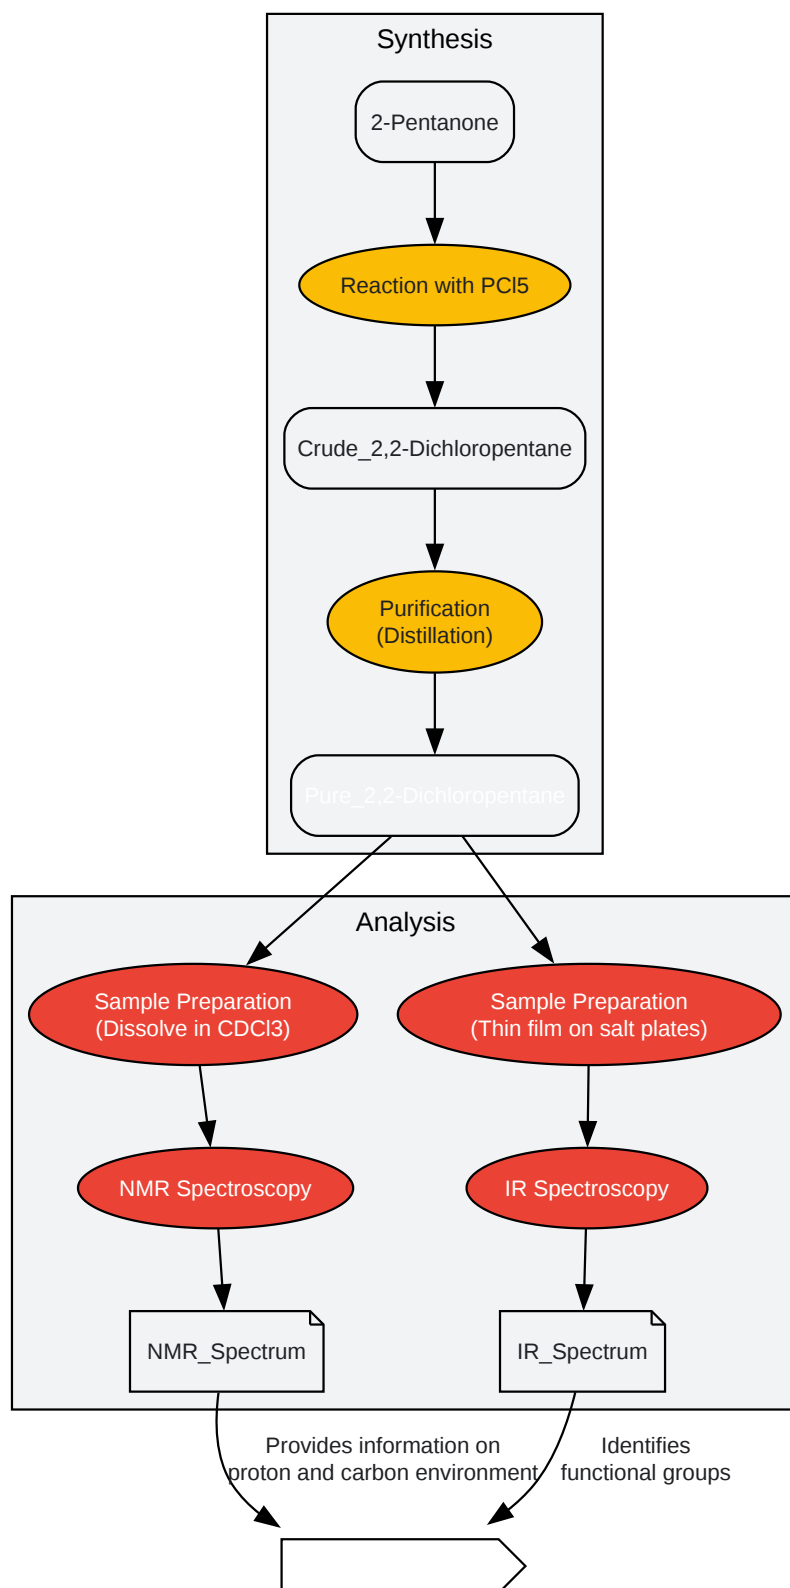 Synthesis
2-Pentanone
Reaction with PCl5
Crude_2,2-Dichloropentane
Purification
(Distillation)
Pure_2,2-Dichloropentane
Analysis
Sample Preparation
(Dissolve in CDCl3)
Sample Preparation
(Thin film on salt plates)
NMR Spectroscopy
IR Spectroscopy
NMR_Spectrum
IR_Spectrum
Provides information on
proton and carbon environment
Identifies
functional groups